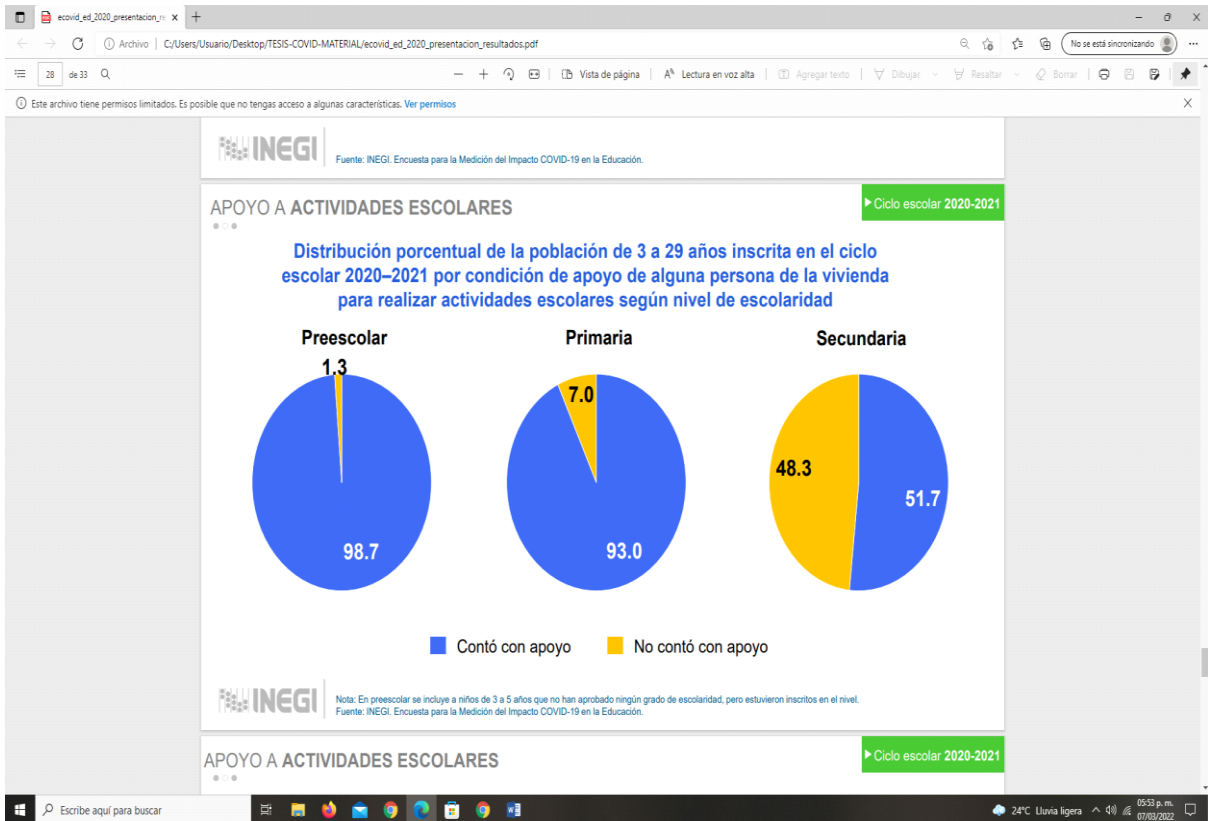 ecovid_ed_2020_presentacion_re
Archivo | C:/Users/Usuario/Desktop/TESIS-COVID-MATERIAL/ecovid_ed_2020_presentacion_resultados.pdf
No se está sincronizando
28 de 33
Vista de página
Lectura en voz alta
Agregar texto
Dibujar
Resaltar
Borrar
Este archivo tiene permisos limitados. Es posible que no tengas acceso a algunas características. Ver permisos
INEGI
Fuente: INEGI. Encuesta para la Medición del Impacto COVID-19 en la Educación.
APOYO A ACTIVIDADES ESCOLARES
Ciclo escolar 2020-2021
Distribución porcentual de la población de 3 a 29 años inscrita en el ciclo
escolar 2020–2021 por condición de apoyo de alguna persona de la vivienda
para realizar actividades escolares según nivel de escolaridad
Preescolar
1.3
98.7
Primaria
7.0
93.0
Secundaria
48.3
51.7
Contó con apoyo
No contó con apoyo
INEGI
Nota: En preescolar se incluye a niños de 3 a 5 años que no han aprobado ningún grado de escolaridad, pero estuvieron inscritos en el nivel.
Fuente: INEGI. Encuesta para la Medición del Impacto COVID-19 en la Educación.
APOYO A ACTIVIDADES ESCOLARES
Ciclo escolar 2020-2021
Escribe aquí para buscar
24°C Lluvia ligera
05:53 p. m.
07/03/2022